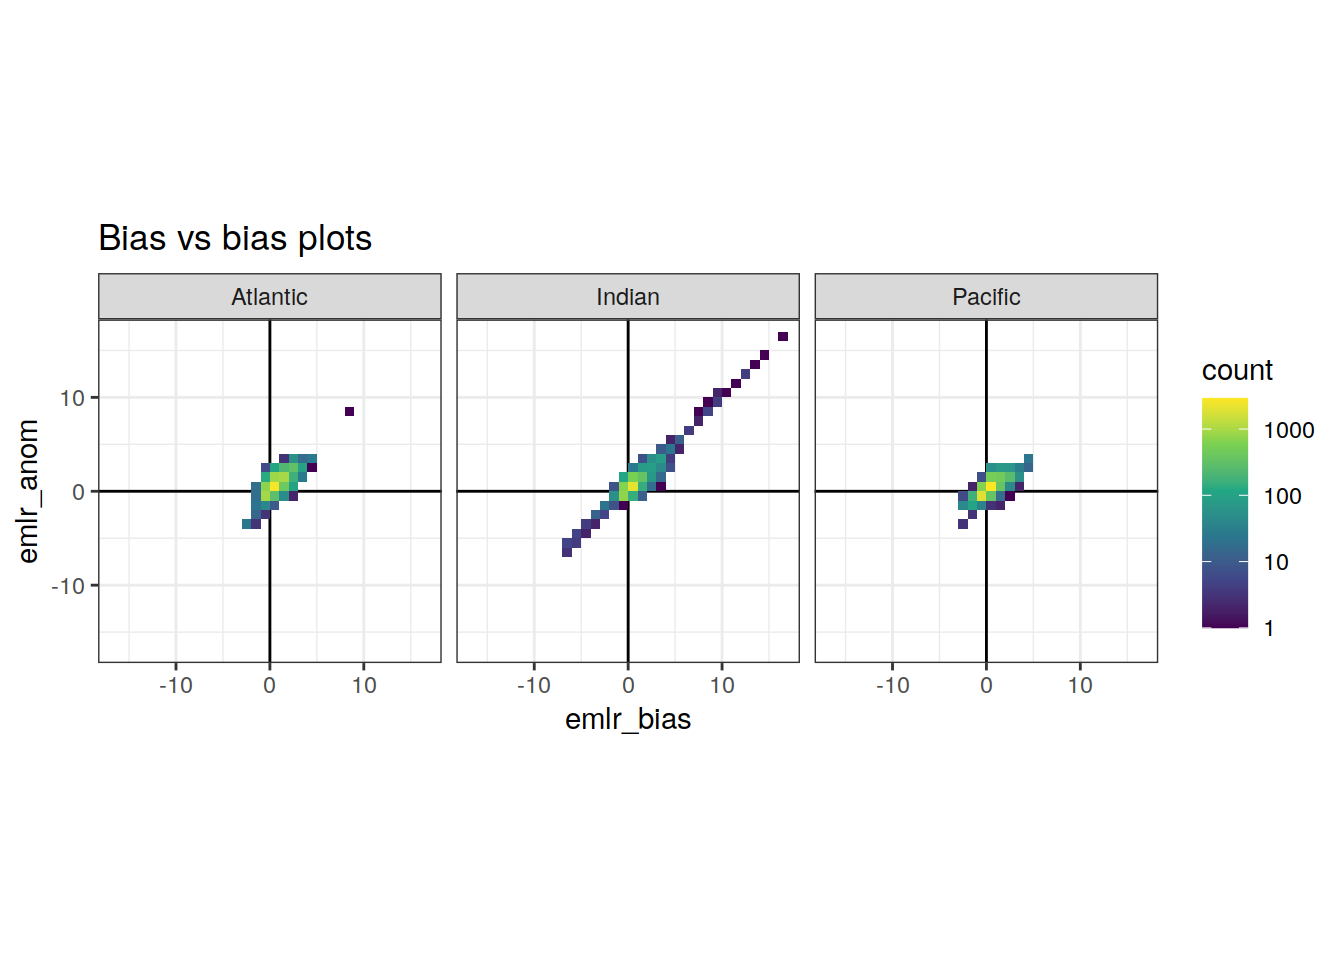 Bias vs bias plots
Atlantic Indian Pacific
count
1000
100
10
1
emlr_anom
10
0
-10
-10 0 10 -10 0 10 -10 0 10
emlr_bias